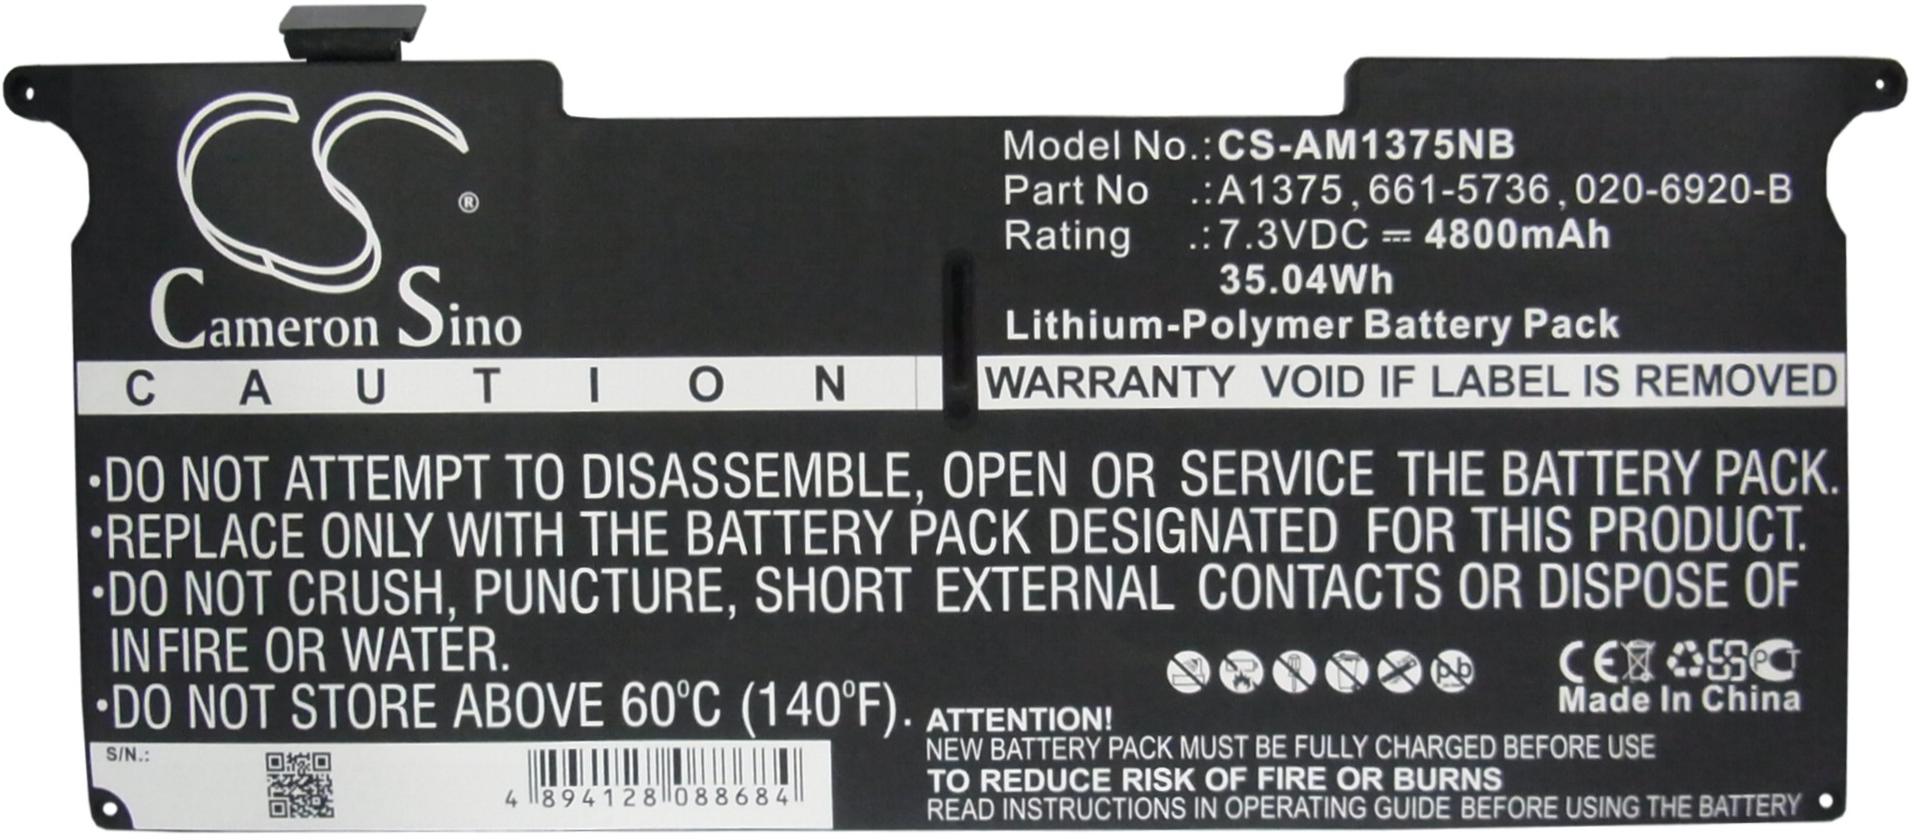 CS ®
Cameron Sino
Model No.:CS-AM1375NB
Part No .:A1375,661-5736,020-6920-B
Rating .:7.3VDC ⎓ 4800mAh
35.04Wh
Lithium-Polymer Battery Pack
CAUTION
WARRANTY VOID IF LABEL IS REMOVED
•DO NOT ATTEMPT TO DISASSEMBLE, OPEN OR SERVICE THE BATTERY PACK.
•REPLACE ONLY WITH THE BATTERY PACK DESIGNATED FOR THIS PRODUCT.
•DO NOT CRUSH, PUNCTURE, SHORT EXTERNAL CONTACTS OR DISPOSE OF
IN FIRE OR WATER.
•DO NOT STORE ABOVE 60°C (140°F).
Pb CE PCT
Made In China
ATTENTION!
NEW BATTERY PACK MUST BE FULLY CHARGED BEFORE USE
TO REDUCE RISK OF FIRE OR BURNS
READ INSTRUCTIONS IN OPERATING GUIDE BEFORE USING THE BATTERY
S/N.:
4 894128 088684